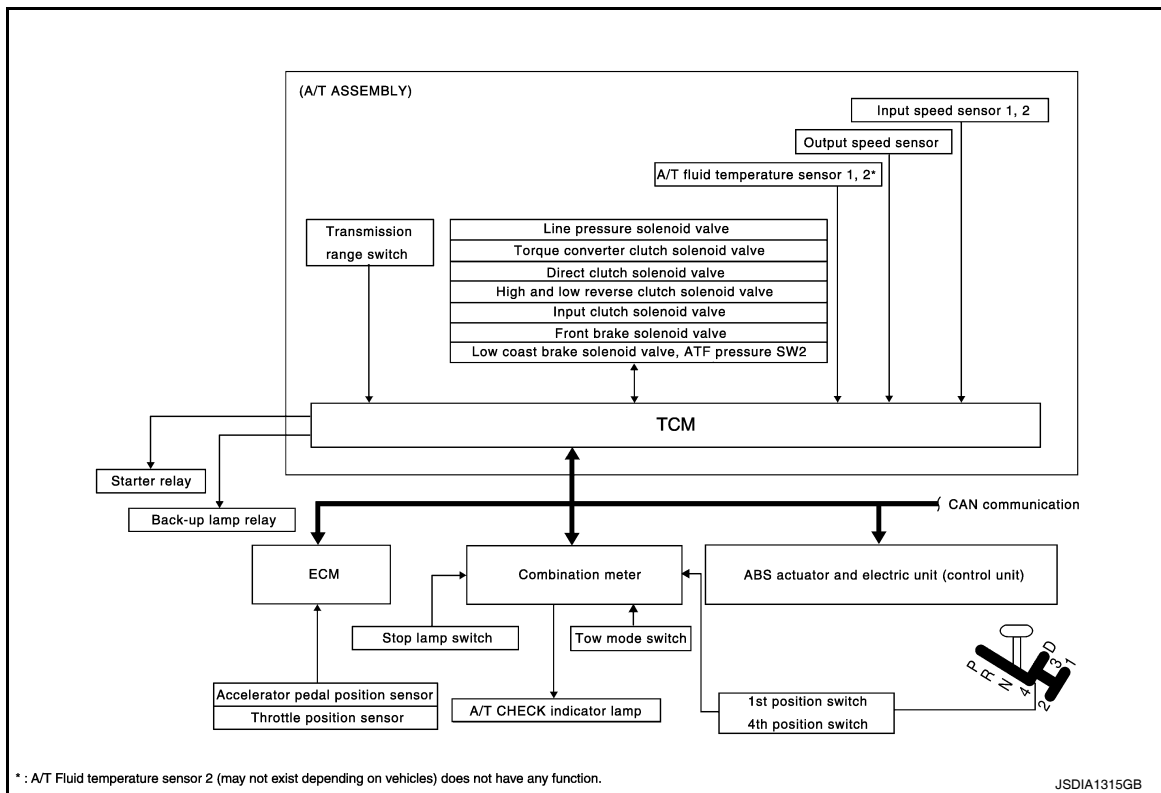 (A/T ASSEMBLY)
Input speed sensor 1, 2
Output speed sensor
A/T fluid temperature sensor 1, 2*
Transmission
range switch
Line pressure solenoid valve
Torque converter clutch solenoid valve
Direct clutch solenoid valve
High and low reverse clutch solenoid valve
Input clutch solenoid valve
Front brake solenoid valve
Low coast brake solenoid valve, ATF pressure SW2
TCM
Starter relay
Back-up lamp relay
CAN communication
ECM
Combination meter
ABS actuator and electric unit (control unit)
Stop lamp switch
Tow mode switch
Accelerator pedal position sensor
Throttle position sensor
A/T CHECK indicator lamp
1st position switch
4th position switch
P
R
N
D
3
4
1
2
* : A/T Fluid temperature sensor 2 (may not exist depending on vehicles) does not have any function.
JSDIA1315GB